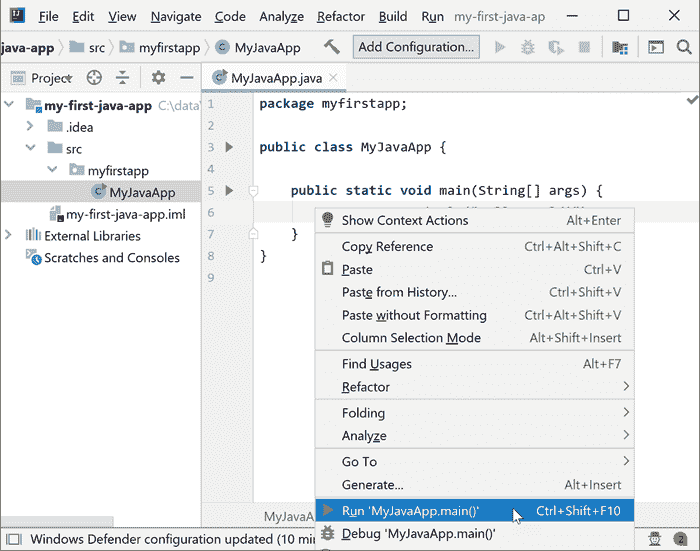 File Edit View Navigate Code Analyze Refactor Build Run my-first-java-ap
java-app src myfirstapp MyJavaApp Add Configuration...
Project MyJavaApp.java
my-first-java-app C:\data\
.idea
src
myfirstapp
MyJavaApp
my-first-java-app.iml
External Libraries
Scratches and Consoles
1 package myfirstapp;
2
3 public class MyJavaApp {
4
5 public static void main(String[] args) {
6
7 }
8 }
9
Show Context Actions Alt+Enter
Copy Reference Ctrl+Alt+Shift+C
Paste Ctrl+V
Paste from History... Ctrl+Shift+V
Paste without Formatting Ctrl+Alt+Shift+V
Column Selection Mode Alt+Shift+Insert
Find Usages Alt+F7
Refactor
Folding
Analyze
Go To
Generate... Alt+Insert
Run 'MyJavaApp.main()' Ctrl+Shift+F10
Debug 'MyJavaApp.main()'
MyJavaA
Windows Defender configuration updated (10 min 2